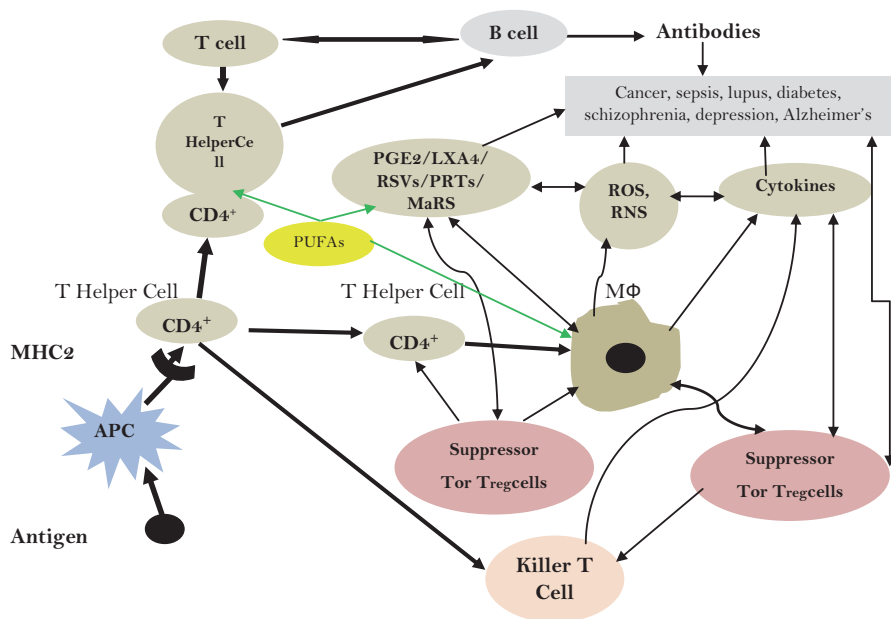 T cell
B cell
Antibodies
Cancer, sepsis, lupus, diabetes,
schizophrenia, depression, Alzheimer's
T
HelperCe
ll
PGE2/LXA4/
RSVs/PRTs/
MaRS
ROS,
RNS
Cytokines
CD4+
PUFAs
T Helper Cell
T Helper Cell
MΦ
CD4+
CD4+
MHC2
APC
Suppressor
Tor Tregcells
Suppressor
Tor Tregcells
Antigen
Killer T
Cell